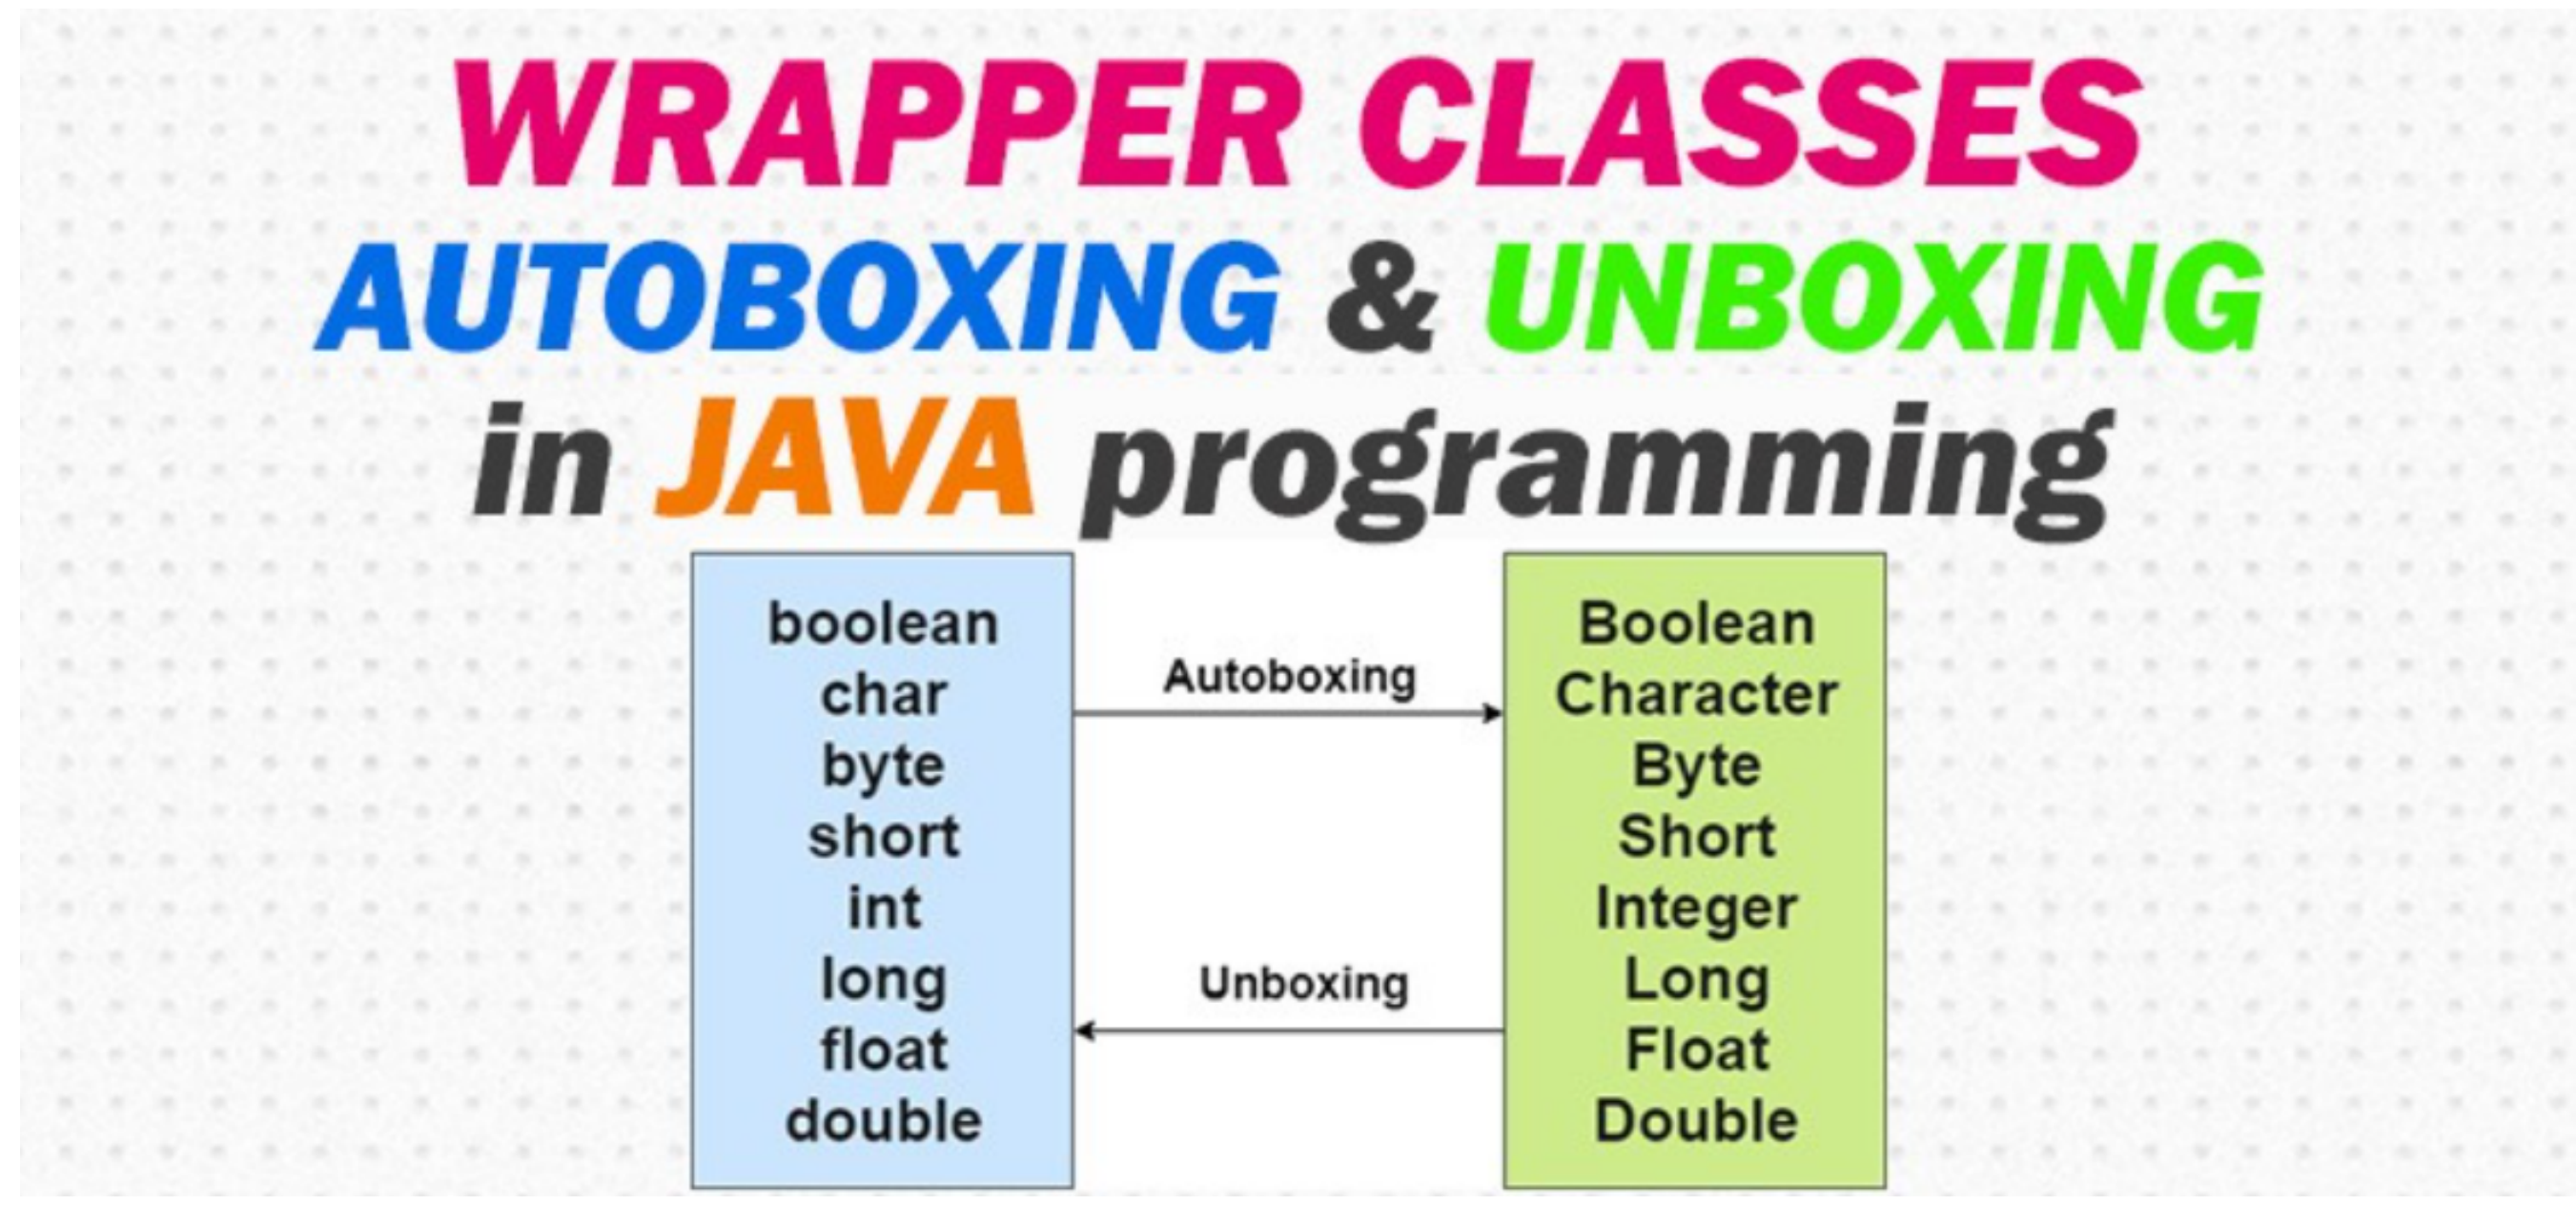 WRAPPER CLASSES
AUTOBOXING & UNBOXING
in JAVA programming
boolean
char
byte
short
int
long
float
double
Autoboxing
Unboxing
Boolean
Character
Byte
Short
Integer
Long
Float
Double